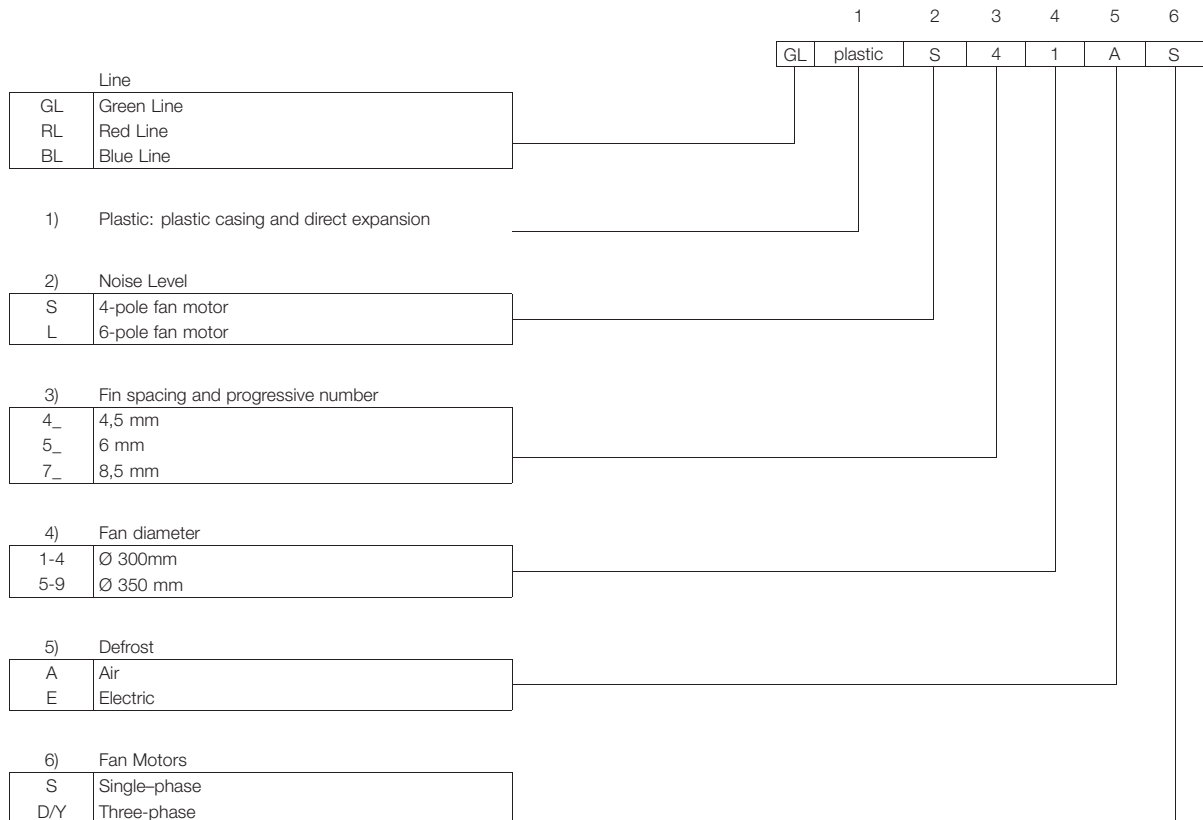 1 2 3 4 5 6
GL plastic S 4 1 A S
Line
GL Green Line
RL Red Line
BL Blue Line
1) Plastic: plastic casing and direct expansion
2) Noise Level
S 4-pole fan motor
L 6-pole fan motor
3) Fin spacing and progressive number
4_ 4,5 mm
5_ 6 mm
7_ 8,5 mm
4) Fan diameter
1-4 Ø 300mm
5-9 Ø 350 mm
5) Defrost
A Air
E Electric
6) Fan Motors
S Single–phase
D/Y Three-phase